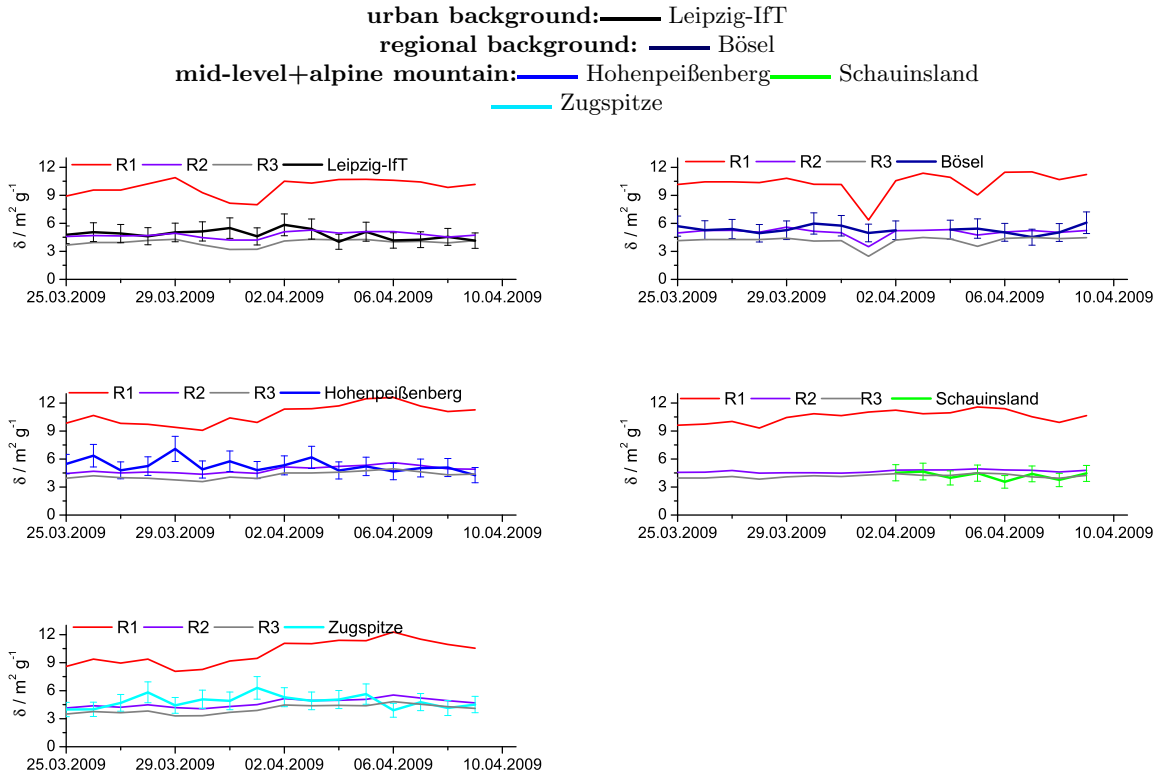 urban background: Leipzig-IfT
regional background: Bösel
mid-level+alpine mountain: Hohenpeißenberg Schauinsland
Zugspitze
R1 R2 R3 Leipzig-IfT
δ / m² g⁻¹
12
9
6
3
0
25.03.2009 29.03.2009 02.04.2009 06.04.2009 10.04.2009
R1 R2 R3 Bösel
δ / m² g⁻¹
12
9
6
3
0
25.03.2009 29.03.2009 02.04.2009 06.04.2009 10.04.2009
R1 R2 R3 Hohenpeißenberg
δ / m² g⁻¹
12
9
6
3
0
25.03.2009 29.03.2009 02.04.2009 06.04.2009 10.04.2009
R1 R2 R3 Schauinsland
δ / m² g⁻¹
12
9
6
3
0
25.03.2009 29.03.2009 02.04.2009 06.04.2009 10.04.2009
R1 R2 R3 Zugspitze
δ / m² g⁻¹
12
9
6
3
0
25.03.2009 29.03.2009 02.04.2009 06.04.2009 10.04.2009